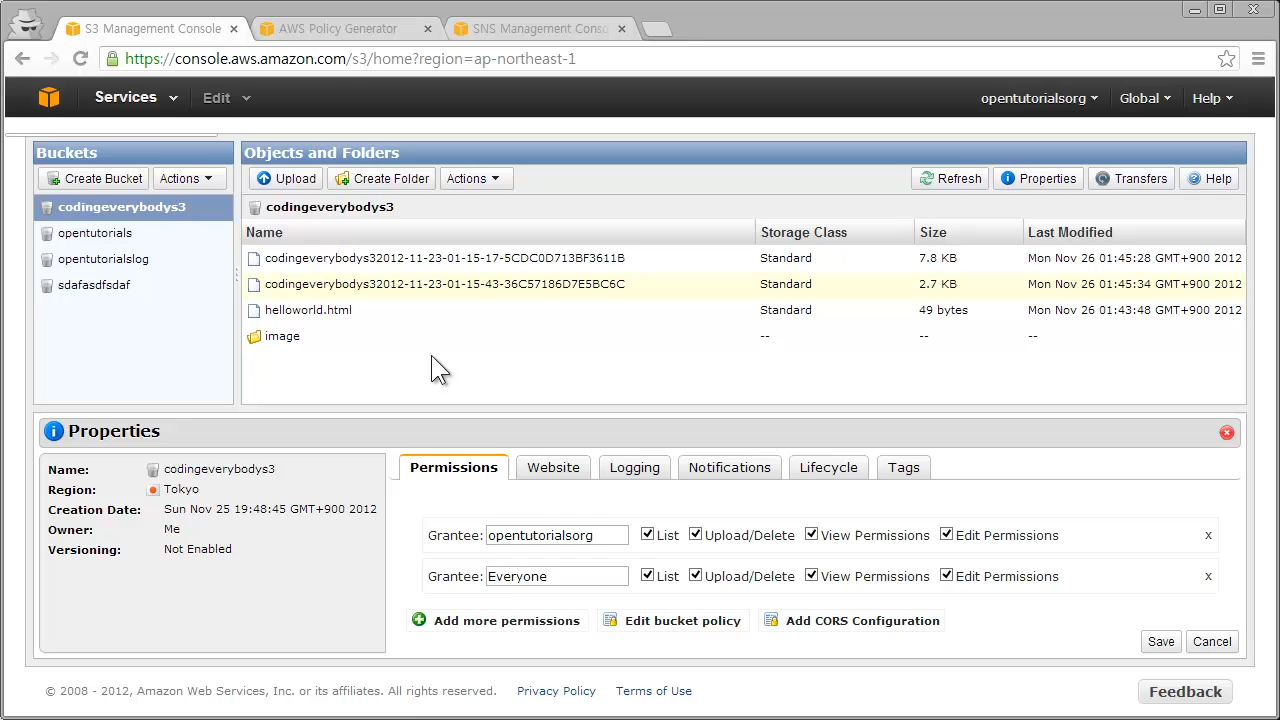 S3 Management Console
AWS Policy Generator
SNS Management Conso
https://console.aws.amazon.com/s3/home?region=ap-northeast-1
Services Edit opentutorialsorg Global Help
Buckets
Create Bucket Actions
codingeverybodys3
opentutorials
opentutorialslog
sdafasdfsdaf
Objects and Folders
Upload Create Folder Actions Refresh Properties Transfers Help
codingeverybodys3
Name Storage Class Size Last Modified
codingeverybodys32012-11-23-01-15-17-5CDC0D713BF3611B Standard 7.8 KB Mon Nov 26 01:45:28 GMT+900 2012
codingeverybodys32012-11-23-01-15-43-36C57186D7E5BC6C Standard 2.7 KB Mon Nov 26 01:45:34 GMT+900 2012
helloworld.html Standard 49 bytes Mon Nov 26 01:43:48 GMT+900 2012
image -- -- --
Properties
Name: codingeverybodys3
Region: Tokyo
Creation Date: Sun Nov 25 19:48:45 GMT+900 2012
Owner: Me
Versioning: Not Enabled
Permissions Website Logging Notifications Lifecycle Tags
Grantee: opentutorialsorg List Upload/Delete View Permissions Edit Permissions x
Grantee: Everyone List Upload/Delete View Permissions Edit Permissions x
Add more permissions Edit bucket policy Add CORS Configuration
Save Cancel
© 2008 - 2012, Amazon Web Services, Inc. or its affiliates. All rights reserved. Privacy Policy Terms of Use Feedback